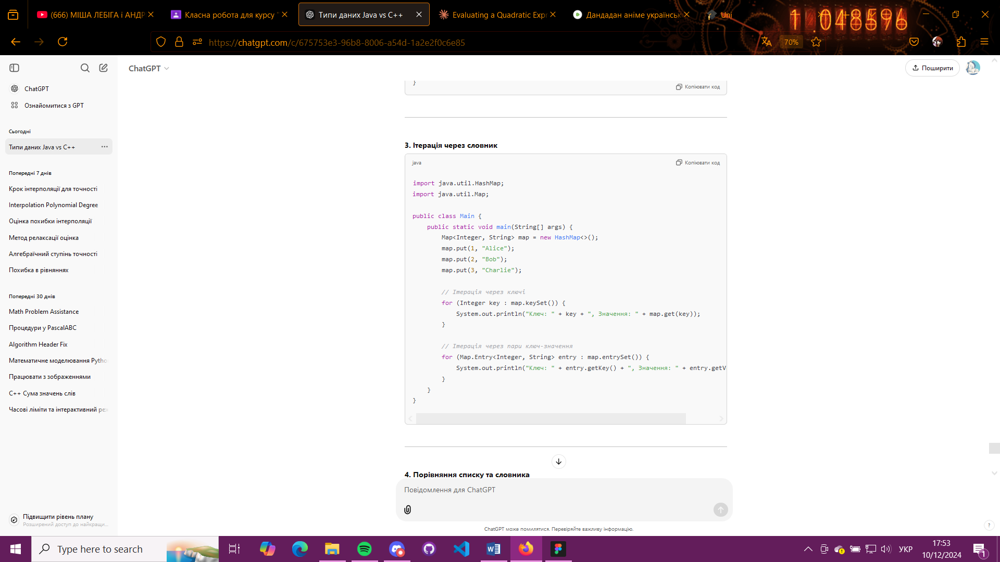 (666) МІША ЛЕБІГА і АНДР
Класна робота для курсу "
Типи даних Java vs C++
Evaluating a Quadratic Expr
Дандадан аніме українськ
Uni
1 048596
https://chatgpt.com/c/675753e3-96b8-8006-a54d-1a2e2f0c6e85
70%
ChatGPT
Поширити
ChatGPT
Ознайомитися з GPT
Сьогодні
Типи даних Java vs C++
Попередні 7 днів
Крок інтерполяції для точності
Interpolation Polynomial Degree
Оцінка похибки інтерполяції
Метод релаксації оцінка
Алгебраїчний ступінь точності
Похибка в рівняннях
Попередні 30 днів
Math Problem Assistance
Процедури у PascalABC
Algorithm Header Fix
Математичне моделювання Pytho
Працювати з зображеннями
C++ Сума значень слів
Часові ліміти та інтерактивний реж
Підвищити рівень плану
Розширений доступ до найкращи...
}
Копіювати код
3. Ітерація через словник
java
Копіювати код
import java.util.HashMap;
import java.util.Map;
public class Main {
public static void main(String[] args) {
Map<Integer, String> map = new HashMap<>();
map.put(1, "Alice");
map.put(2, "Bob");
map.put(3, "Charlie");
// Ітерація через ключі
for (Integer key : map.keySet()) {
System.out.println("Ключ: " + key + ", Значення: " + map.get(key));
}
// Ітерація через пари ключ-значення
for (Map.Entry<Integer, String> entry : map.entrySet()) {
System.out.println("Ключ: " + entry.getKey() + ", Значення: " + entry.getV
}
}
}
4. Порівняння списку та словника
Повідомлення для ChatGPT
ChatGPT може помилятися. Перевіряйте важливу інформацію.
?
Type here to search
УКР
17:53
10/12/2024
1